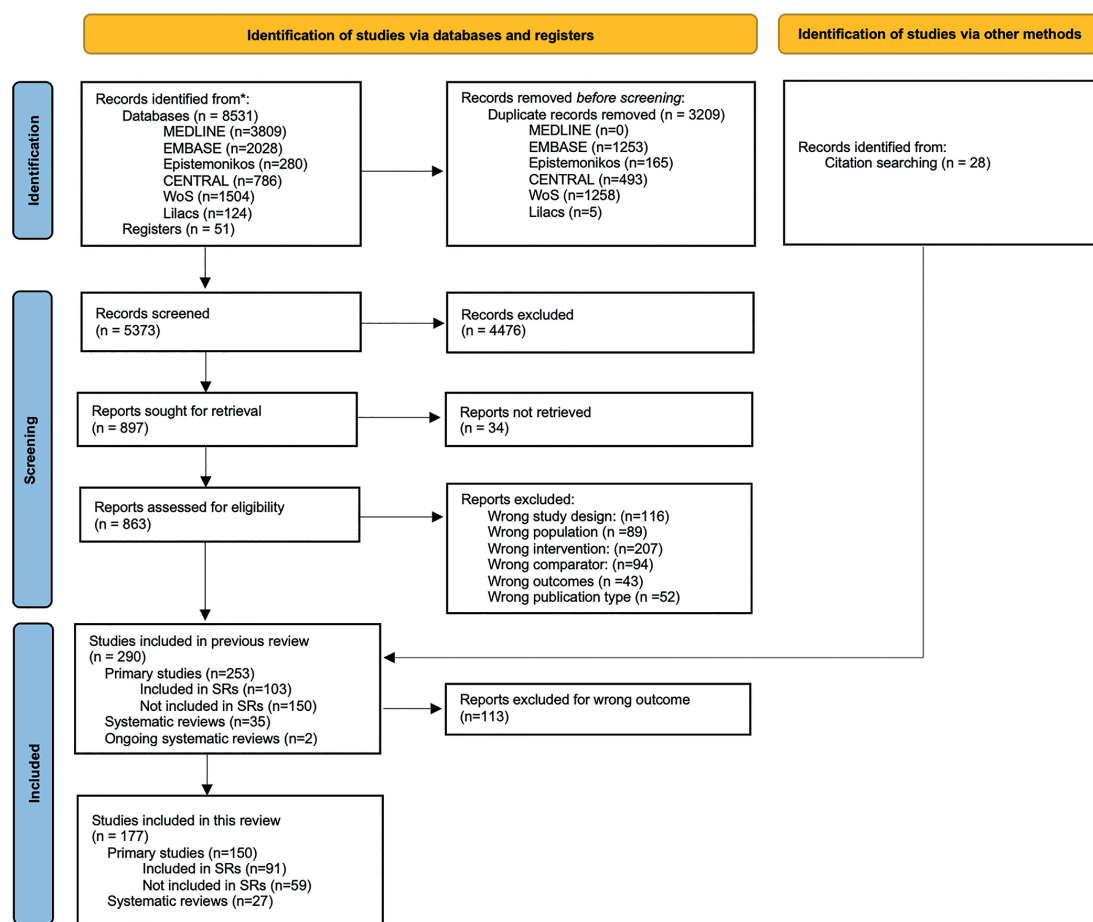 Identification of studies via databases and registers
Identification of studies via other methods
Identification
Records identified from*:
Databases (n = 8531)
MEDLINE (n=3809)
EMBASE (n=2028)
Epistemonikos (n=280)
CENTRAL (n=786)
WoS (n=1504)
Lilacs (n=124)
Registers (n = 51)
Records removed before screening:
Duplicate records removed (n = 3209)
MEDLINE (n=0)
EMBASE (n=1253)
Epistemonikos (n=165)
CENTRAL (n=493)
WoS (n=1258)
Lilacs (n=5)
Records identified from:
Citation searching (n = 28)
Screening
Records screened
(n = 5373)
Records excluded
(n = 4476)
Reports sought for retrieval
(n = 897)
Reports not retrieved
(n = 34)
Reports assessed for eligibility
(n = 863)
Reports excluded:
Wrong study design: (n=116)
Wrong population (n =89)
Wrong intervention: (n=207)
Wrong comparator: (n=94)
Wrong outcomes (n =43)
Wrong publication type (n =52)
Included
Studies included in previous review
(n = 290)
Primary studies (n=253)
Included in SRs (n=103)
Not included in SRs (n=150)
Systematic reviews (n=35)
Ongoing systematic reviews (n=2)
Reports excluded for wrong outcome
(n=113)
Studies included in this review
(n = 177)
Primary studies (n=150)
Included in SRs (n=91)
Not included in SRs (n=59)
Systematic reviews (n=27)